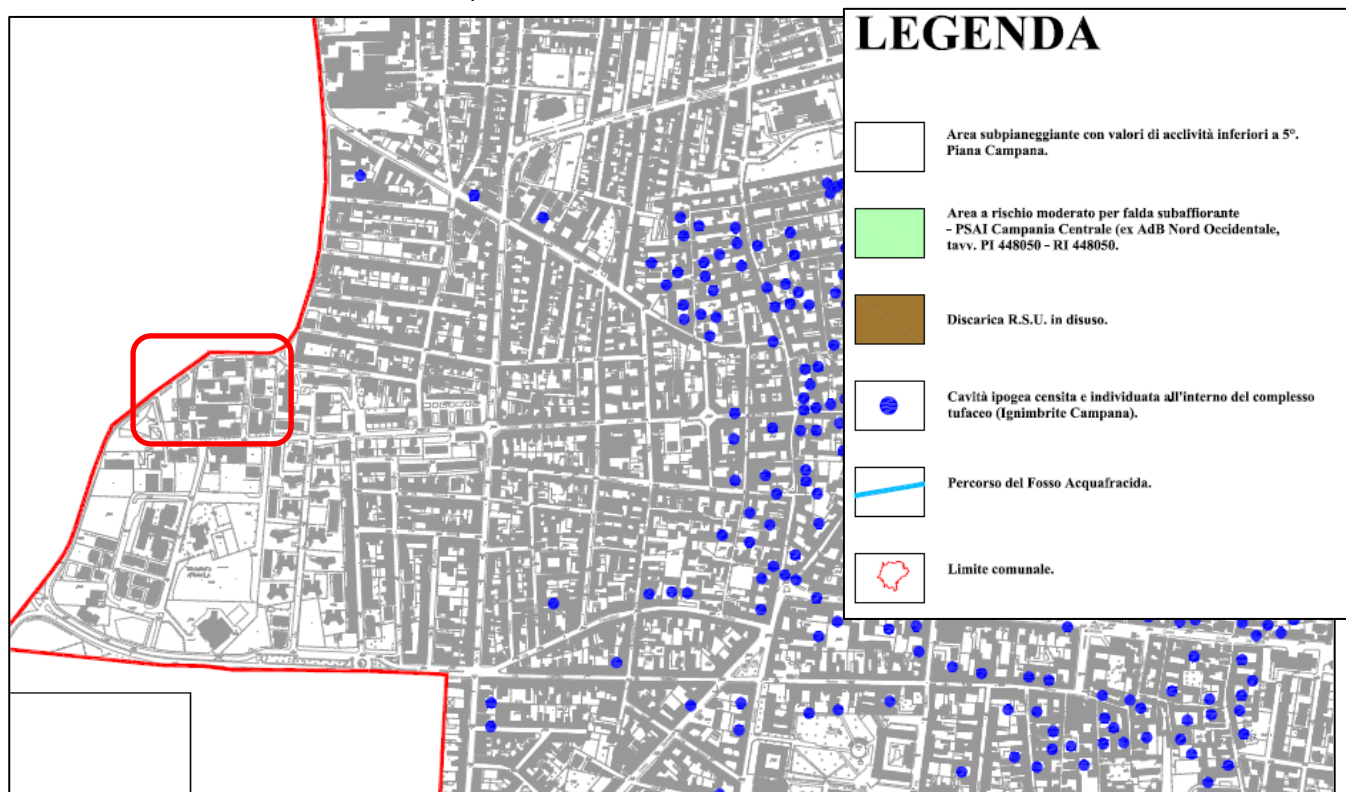 LEGENDA
Area subpianeggiante con valori di acclività inferiori a 5°.
Piana Campana.
Area a rischio moderato per falda subaffiorante
- PSAI Campania Centrale (ex AdB Nord Occidentale,
tavv. PI 448050 - RI 448050.
Discarica R.S.U. in disuso.
Cavità ipogea censita e individuata all'interno del complesso
tufaceo (Ignimbrite Campana).
Percorso del Fosso Acquafracida.
Limite comunale.